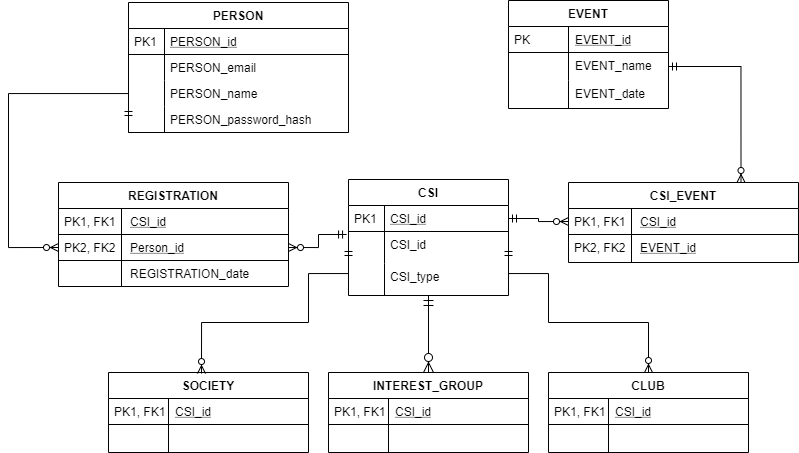 PERSON
PK1 PERSON_id
PERSON_email
PERSON_name
PERSON_password_hash
EVENT
PK EVENT_id
EVENT_name
EVENT_date
REGISTRATION
PK1, FK1 CSI_id
PK2, FK2 Person_id
REGISTRATION_date
CSI
PK1 CSI_id
CSI_id
CSI_type
CSI_EVENT
PK1, FK1 CSI_id
PK2, FK2 EVENT_id
SOCIETY
PK1, FK1 CSI_id
INTEREST_GROUP
PK1, FK1 CSI_id
CLUB
PK1, FK1 CSI_id